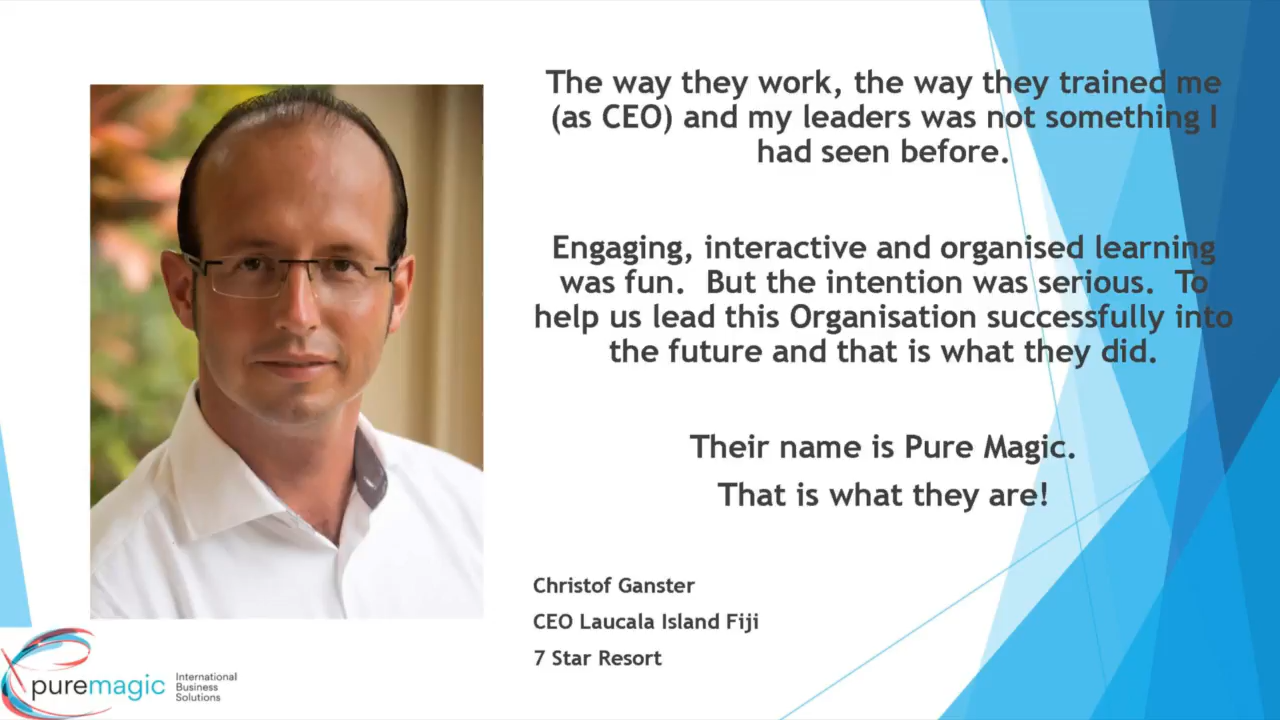 The way they work, the way they trained me
(as CEO) and my leaders was not something I
had seen before.
Engaging, interactive and organised learning
was fun.  But the intention was serious.  To
help us lead this Organisation successfully into
the future and that is what they did.
Their name is Pure Magic.
That is what they are!
Christof Ganster
CEO Laucala Island Fiji
7 Star Resort
puremagic
International
Business
Solutions